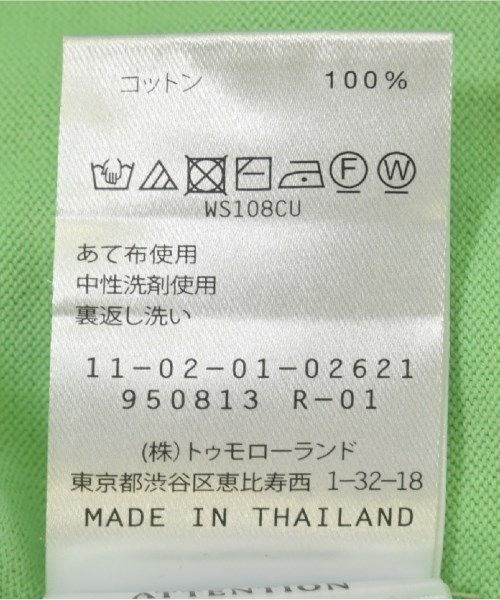 コットン 100%
F W
WS108CU
あて布使用
中性洗剤使用
裏返し洗い
11-02-01-02621
950813 R-01
(株)トゥモローランド
東京都渋谷区恵比寿西 1-32-18
MADE IN THAILAND
ATTENTION